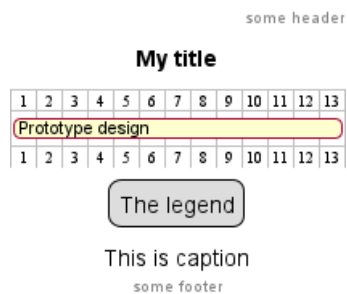 some header
My title
1 2 3 4 5 6 7 8 9 10 11 12 13
Prototype design
1 2 3 4 5 6 7 8 9 10 11 12 13
The legend
This is caption
some footer